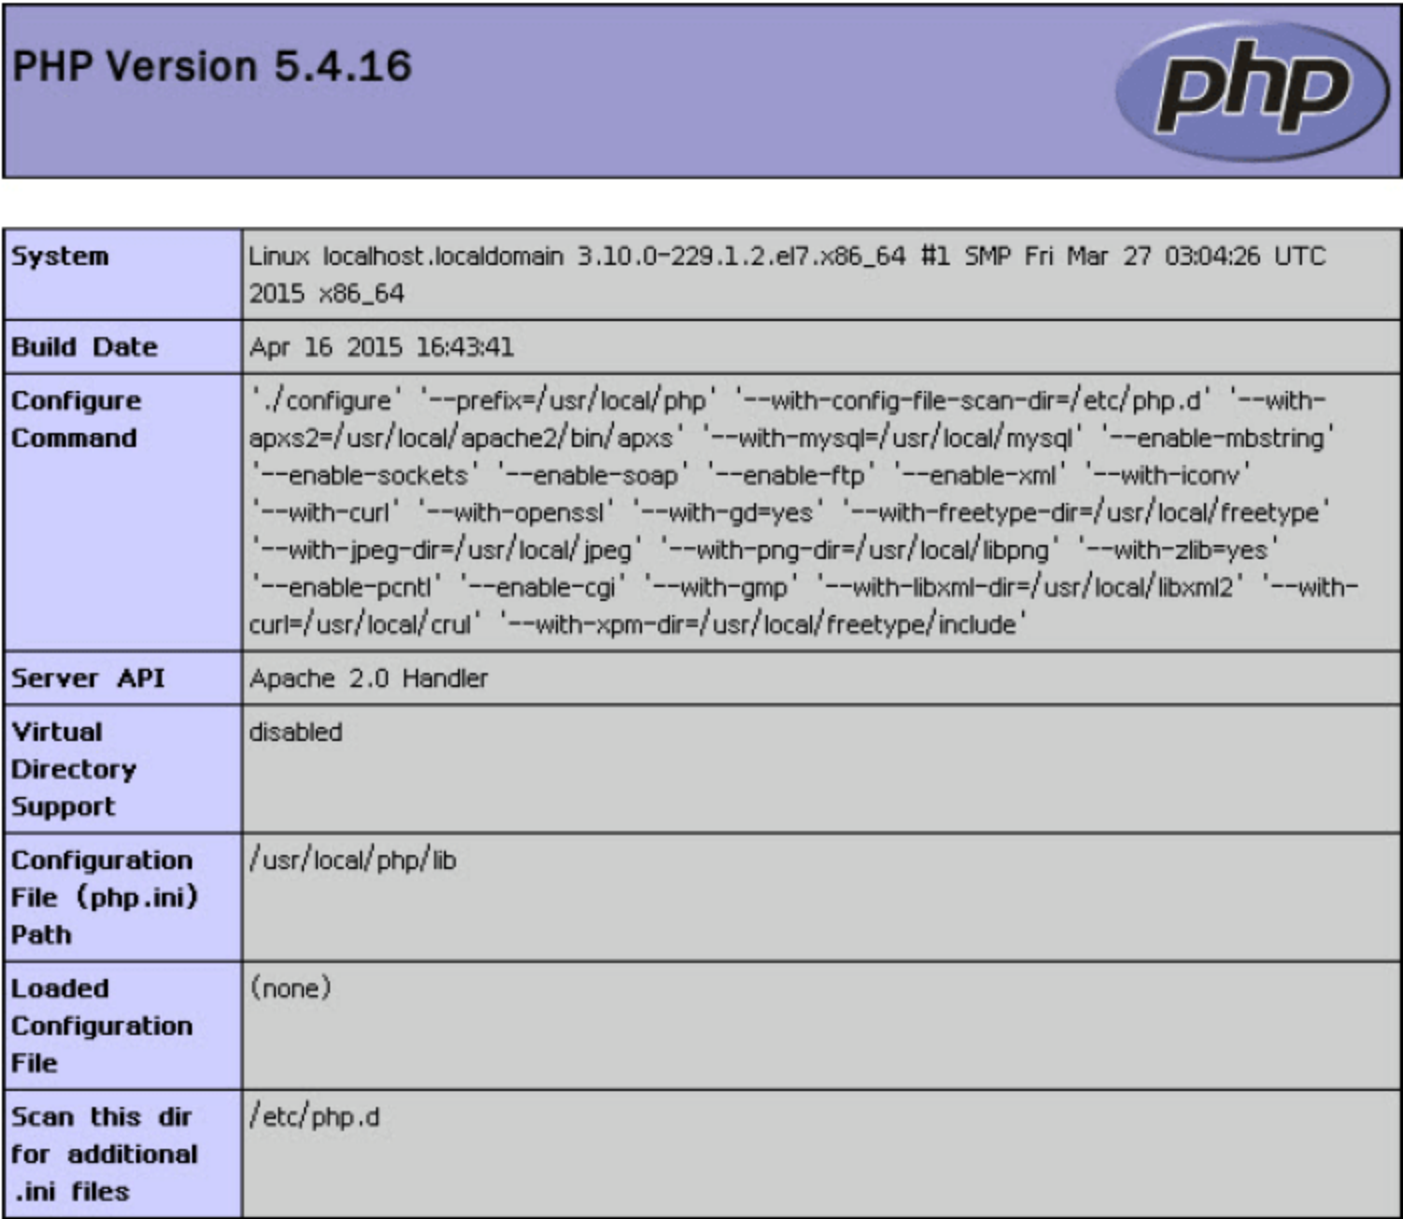 PHP Version 5.4.16
php
System
Linux localhost.localdomain 3.10.0-229.1.2.el7.x86_64 #1 SMP Fri Mar 27 03:04:26 UTC
2015 x86_64
Build Date
Apr 16 2015 16:43:41
Configure
Command
'./configure' '--prefix=/usr/local/php' '--with-config-file-scan-dir=/etc/php.d' '--with-
apxs2=/usr/local/apache2/bin/apxs' '--with-mysql=/usr/local/mysql' '--enable-mbstring'
'--enable-sockets' '--enable-soap' '--enable-ftp' '--enable-xml' '--with-iconv'
'--with-curl' '--with-openssl' '--with-gd=yes' '--with-freetype-dir=/usr/local/freetype'
'--with-jpeg-dir=/usr/local/jpeg' '--with-png-dir=/usr/local/libpng' '--with-zlib=yes'
'--enable-pcntl' '--enable-cgi' '--with-gmp' '--with-libxml-dir=/usr/local/libxml2' '--with-
curl=/usr/local/crul' '--with-xpm-dir=/usr/local/freetype/include'
Server API
Apache 2.0 Handler
Virtual
Directory
Support
disabled
Configuration
File (php.ini)
Path
/usr/local/php/lib
Loaded
Configuration
File
(none)
Scan this dir
for additional
.ini files
/etc/php.d